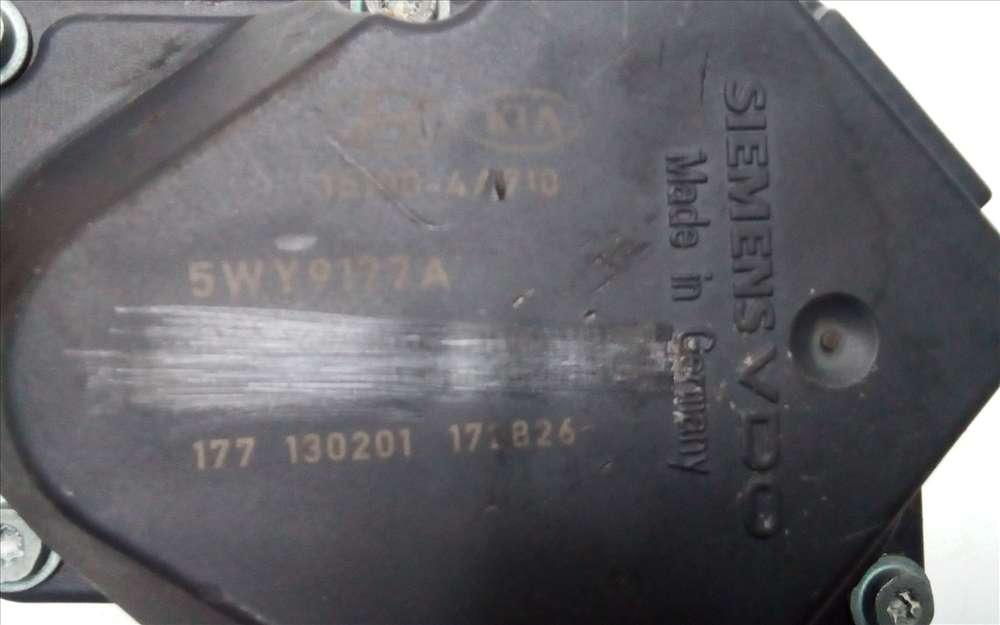 KIA
5WY9177A
177 130201
SIEMENS VDO
Made in Germany